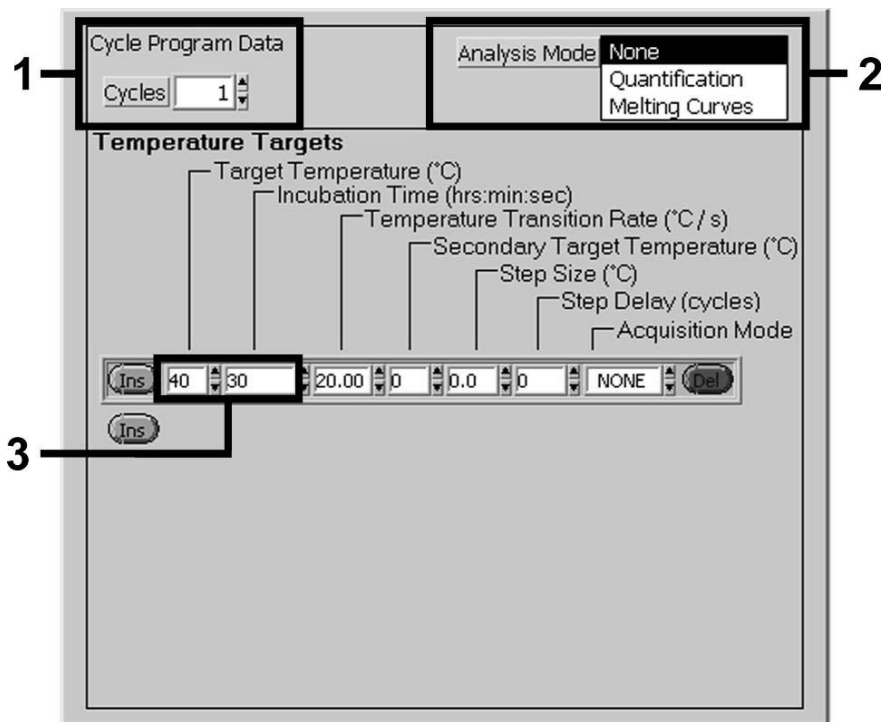 Cycle Program Data
Cycles 1
1
Analysis Mode None
Quantification
Melting Curves
2
Temperature Targets
Target Temperature (°C)
Incubation Time (hrs:min:sec)
Temperature Transition Rate (°C / s)
Secondary Target Temperature (°C)
Step Size (°C)
Step Delay (cycles)
Acquisition Mode
Ins 40 30 20.00 0 0.0 0 NONE Del
Ins
3